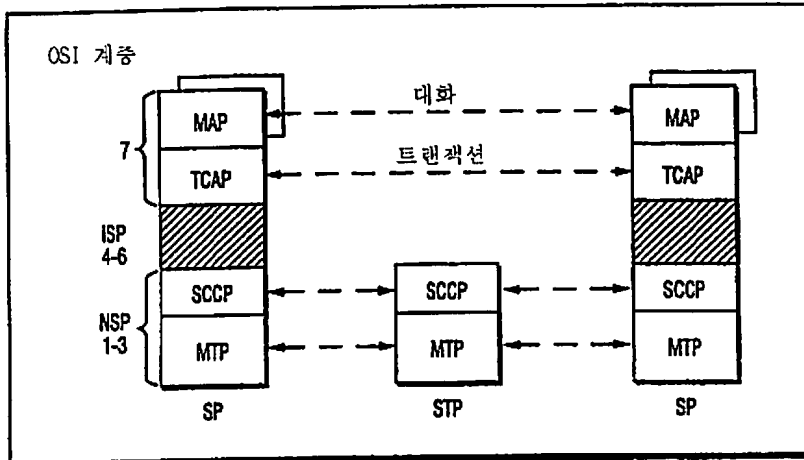 OSI 계층
대화
MAP
MAP
7
트랜잭션
TCAP
TCAP
ISP
4-6
SCCP
SCCP
SCCP
NSP
1-3
MTP
MTP
MTP
SP
STP
SP